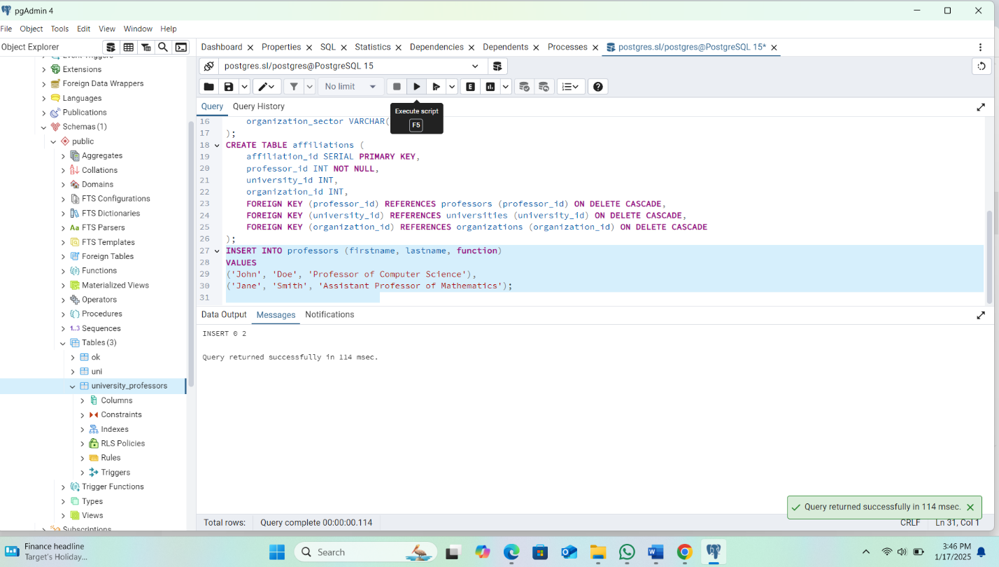 pgAdmin 4
File Object Tools Edit View Window Help
Object Explorer
Dashboard Properties SQL Statistics Dependencies Dependents Processes postgres.sl/postgres@PostgreSQL 15*
postgres.sl/postgres@PostgreSQL 15
No limit
E
Query Query History
Execute script
F5
Event Triggers
Extensions
Foreign Data Wrappers
Languages
Publications
Schemas (1)
public
Aggregates
Collations
Domains
FTS Configurations
FTS Dictionaries
Aa FTS Parsers
FTS Templates
Foreign Tables
Functions
Materialized Views
Operators
Procedures
1..3 Sequences
Tables (3)
ok
uni
university_professors
Columns
Constraints
Indexes
RLS Policies
Rules
Triggers
Trigger Functions
Types
Views
Subscriptions
16 organization_sector VARCHAR(
17 );
18 CREATE TABLE affiliations (
19 affiliation_id SERIAL PRIMARY KEY,
20 professor_id INT NOT NULL,
21 university_id INT,
22 organization_id INT,
23 FOREIGN KEY (professor_id) REFERENCES professors (professor_id) ON DELETE CASCADE,
24 FOREIGN KEY (university_id) REFERENCES universities (university_id) ON DELETE CASCADE,
25 FOREIGN KEY (organization_id) REFERENCES organizations (organization_id) ON DELETE CASCADE
26 );
27 INSERT INTO professors (firstname, lastname, function)
28 VALUES
29 ('John', 'Doe', 'Professor of Computer Science'),
30 ('Jane', 'Smith', 'Assistant Professor of Mathematics');
31
Data Output Messages Notifications
INSERT 0 2
Query returned successfully in 114 msec.
Query returned successfully in 114 msec.
Total rows: Query complete 00:00:00.114 CRLF Ln 31, Col 1
Finance headline
Target's Holiday...
Search
3:46 PM
1/17/2025